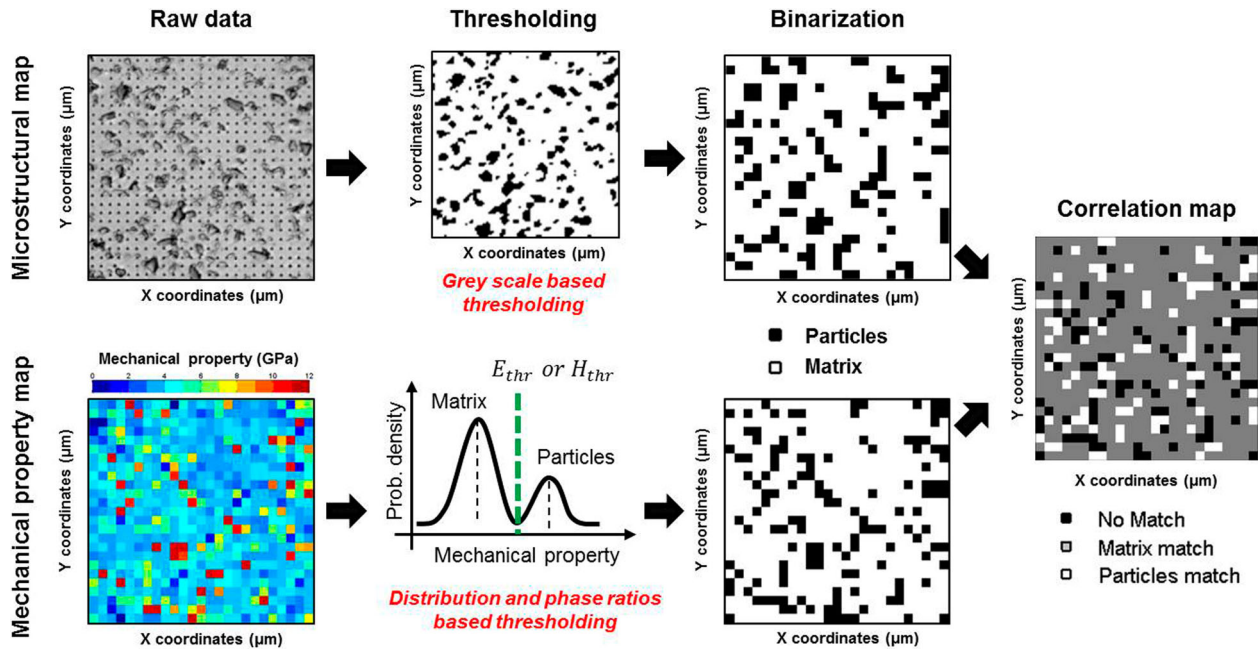 Raw data
Thresholding
Binarization
Microstructural map
Y coordinates (µm)
X coordinates (µm)
Y coordinates (µm)
X coordinates (µm)
Grey scale based
thresholding
Y coordinates (µm)
X coordinates (µm)
Particles
Matrix
Correlation map
Y coordinates (µm)
X coordinates (µm)
No Match
Matrix match
Particles match
Mechanical property map
Mechanical property (GPa)
0 2 4 6 8 10 12
Y coordinates (µm)
X coordinates (µm)
E_thr or H_thr
Matrix
Particles
Prob. density
Mechanical property
Distribution and phase ratios
based thresholding
Y coordinates (µm)
X coordinates (µm)